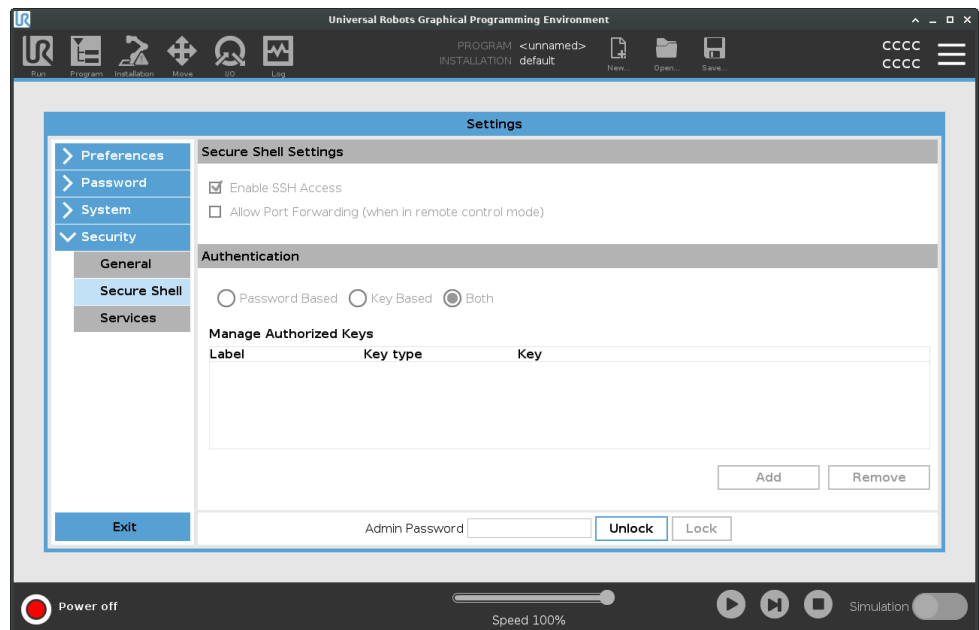 Universal Robots Graphical Programming Environment
PROGRAM <unnamed>
INSTALLATION default
CCCC
CCCC
Run Program Installation Move I/O Log New... Open... Save...
Settings
Preferences
Password
System
Security
General
Secure Shell
Services
Exit
Secure Shell Settings
Enable SSH Access
Allow Port Forwarding (when in remote control mode)
Authentication
Password Based Key Based Both
Manage Authorized Keys
Label Key type Key
Add Remove
Admin Password Unlock Lock
Power off
Speed 100%
Simulation